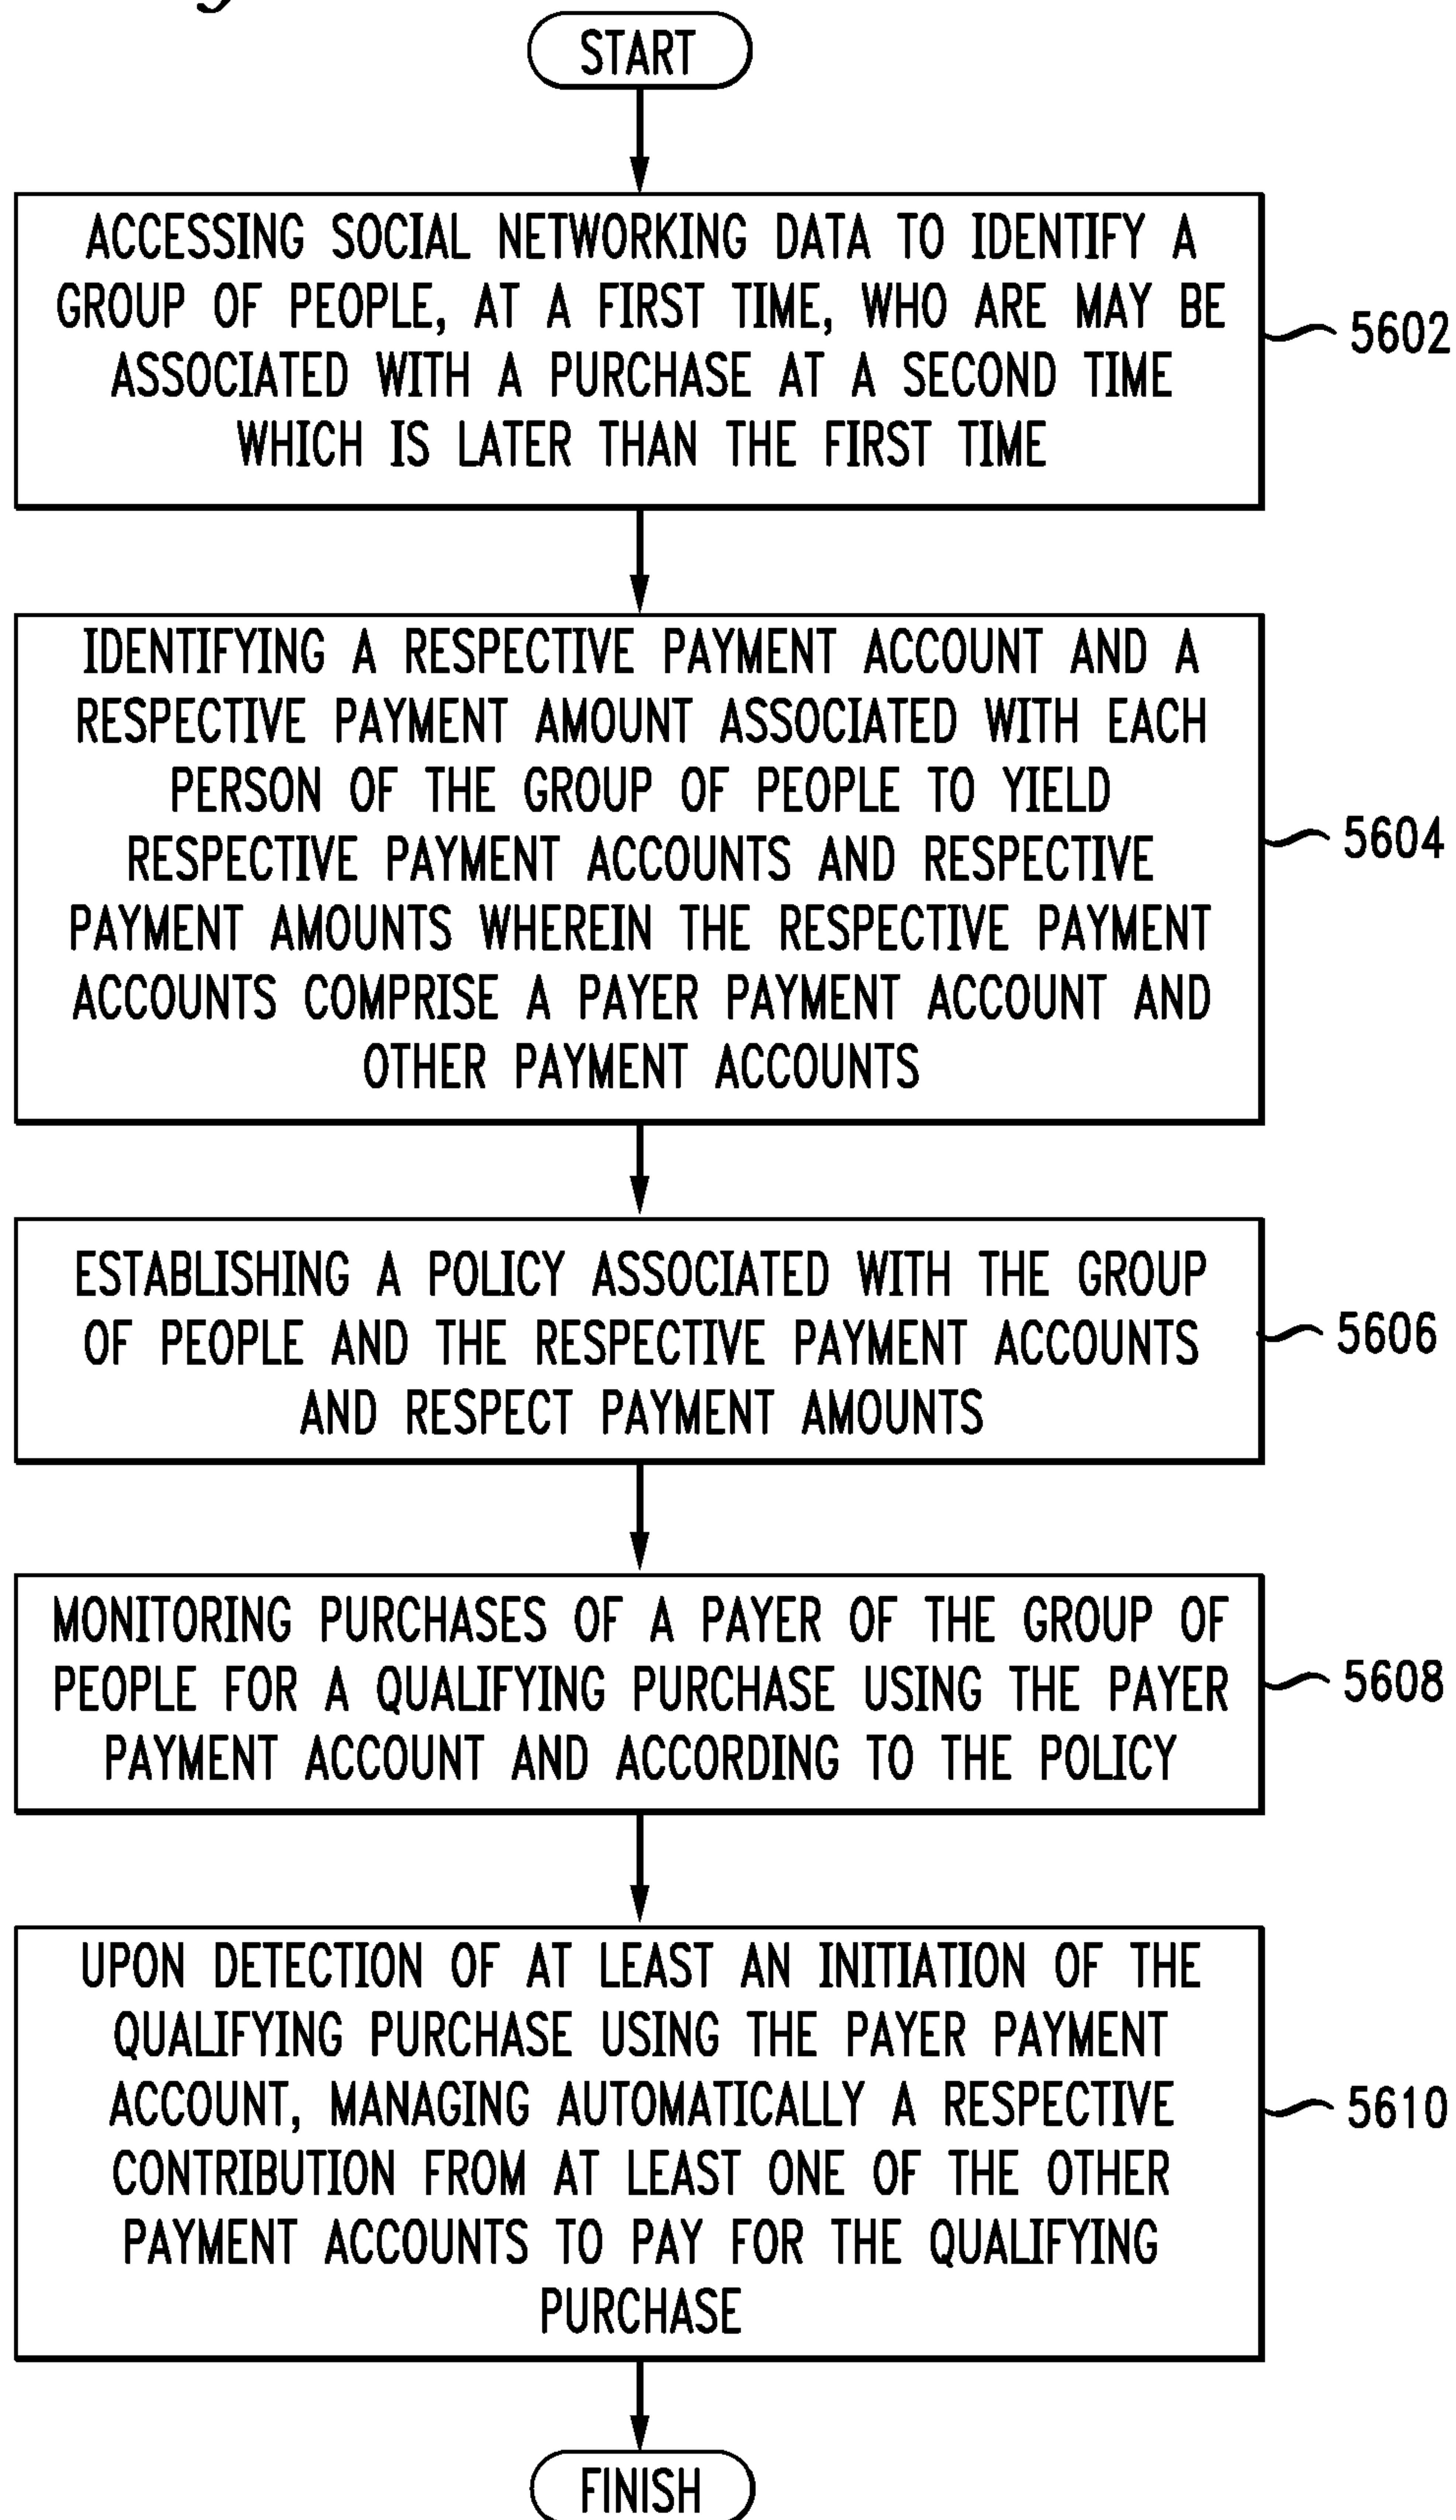 START
ACCESSING SOCIAL NETWORKING DATA TO IDENTIFY A
GROUP OF PEOPLE, AT A FIRST TIME, WHO ARE MAY BE
ASSOCIATED WITH A PURCHASE AT A SECOND TIME
WHICH IS LATER THAN THE FIRST TIME
5602
IDENTIFYING A RESPECTIVE PAYMENT ACCOUNT AND A
RESPECTIVE PAYMENT AMOUNT ASSOCIATED WITH EACH
PERSON OF THE GROUP OF PEOPLE TO YIELD
RESPECTIVE PAYMENT ACCOUNTS AND RESPECTIVE
PAYMENT AMOUNTS WHEREIN THE RESPECTIVE PAYMENT
ACCOUNTS COMPRISE A PAYER PAYMENT ACCOUNT AND
OTHER PAYMENT ACCOUNTS
5604
ESTABLISHING A POLICY ASSOCIATED WITH THE GROUP
OF PEOPLE AND THE RESPECTIVE PAYMENT ACCOUNTS
AND RESPECT PAYMENT AMOUNTS
5606
MONITORING PURCHASES OF A PAYER OF THE GROUP OF
PEOPLE FOR A QUALIFYING PURCHASE USING THE PAYER
PAYMENT ACCOUNT AND ACCORDING TO THE POLICY
5608
UPON DETECTION OF AT LEAST AN INITIATION OF THE
QUALIFYING PURCHASE USING THE PAYER PAYMENT
ACCOUNT, MANAGING AUTOMATICALLY A RESPECTIVE
CONTRIBUTION FROM AT LEAST ONE OF THE OTHER
PAYMENT ACCOUNTS TO PAY FOR THE QUALIFYING
PURCHASE
5610
FINISH